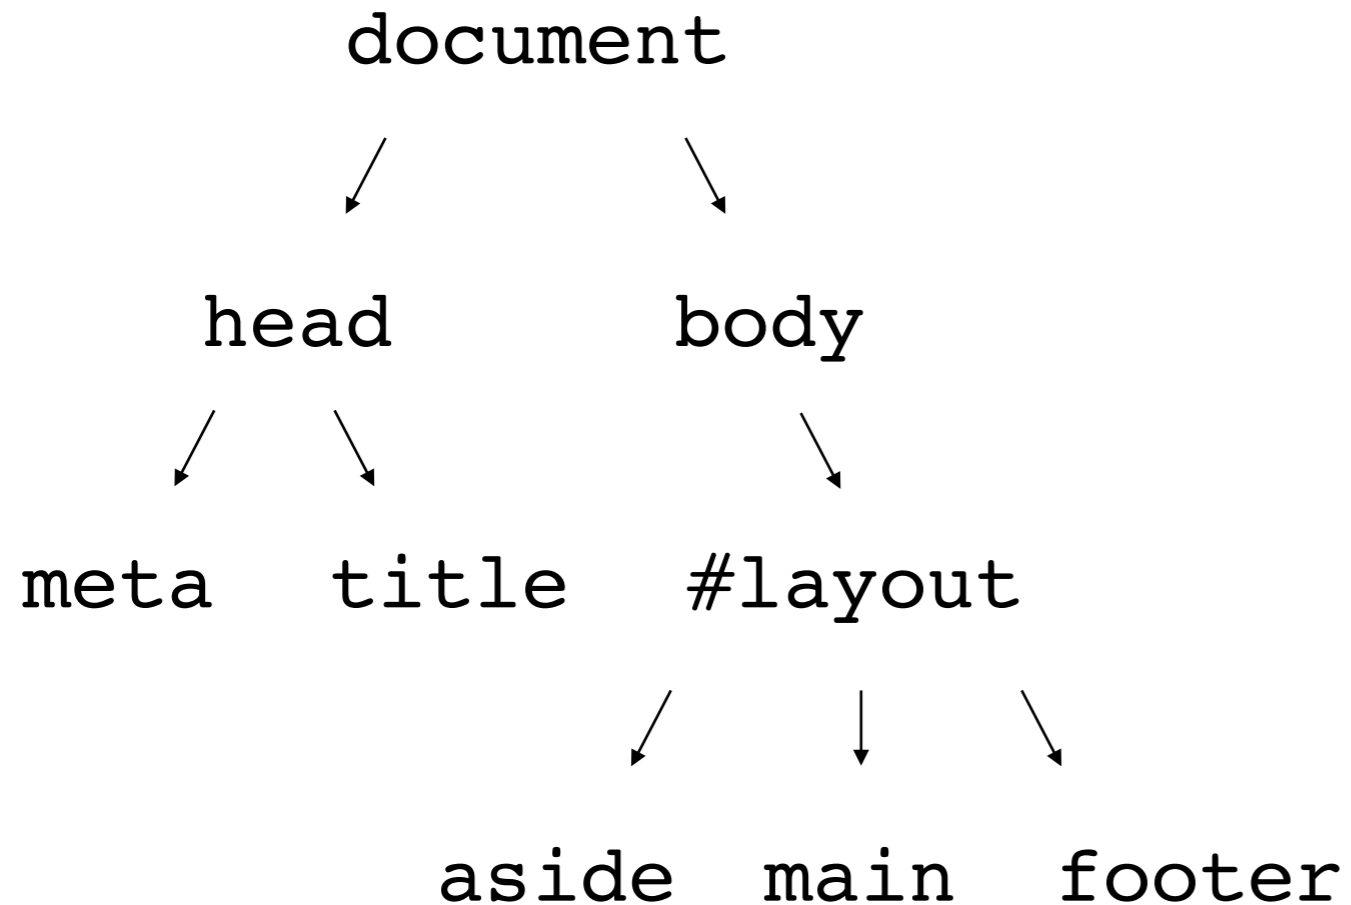 document
head body
meta title #layout
aside main footer